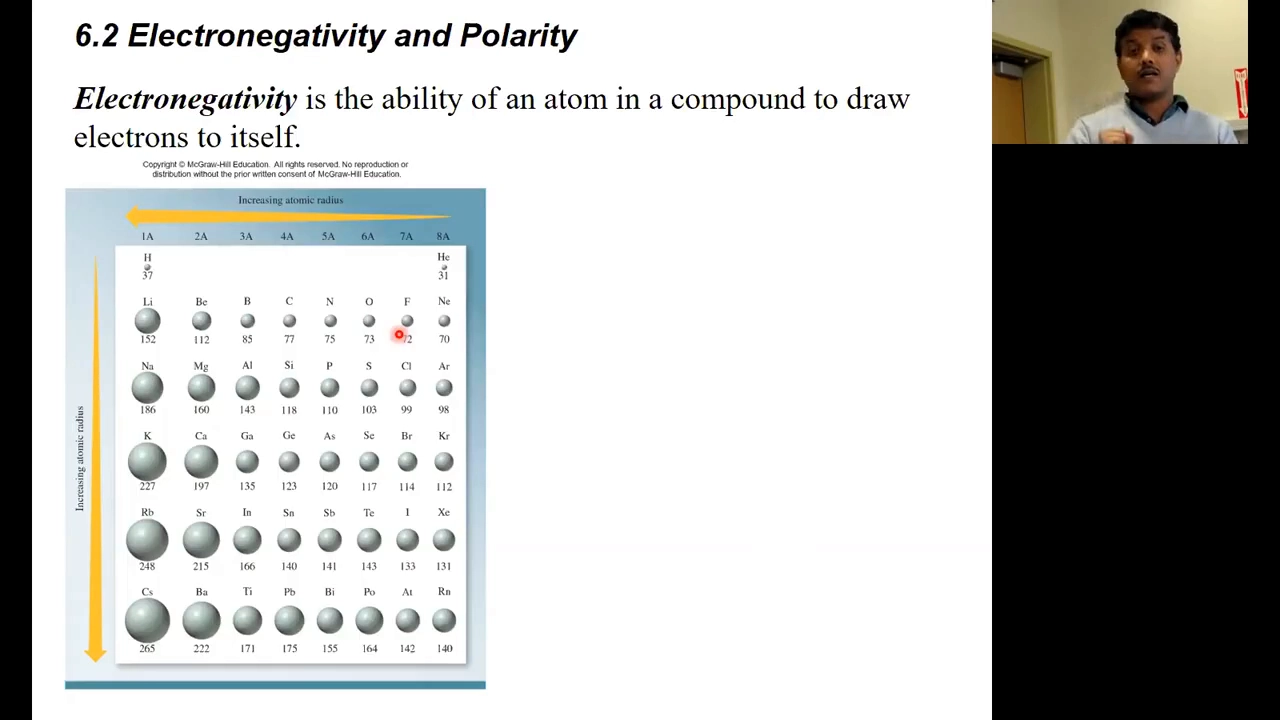 6.2 Electronegativity and Polarity
Electronegativity is the ability of an atom in a compound to draw
electrons to itself.
Copyright © McGraw-Hill Education. All rights reserved. No reproduction or
distribution without the prior written consent of McGraw-Hill Education.
Increasing atomic radius
1A 2A 3A 4A 5A 6A 7A 8A
H He
37 31
Li Be B C N O F Ne
152 112 85 77 75 73 72 70
Na Mg Al Si P S Cl Ar
186 160 143 118 110 103 99 98
K Ca Ga Ge As Se Br Kr
227 197 135 123 120 117 114 112
Rb Sr In Sn Sb Te I Xe
248 215 166 140 141 143 133 131
Cs Ba Ti Pb Bi Po At Rn
265 222 171 175 155 164 142 140
Increasing atomic radius